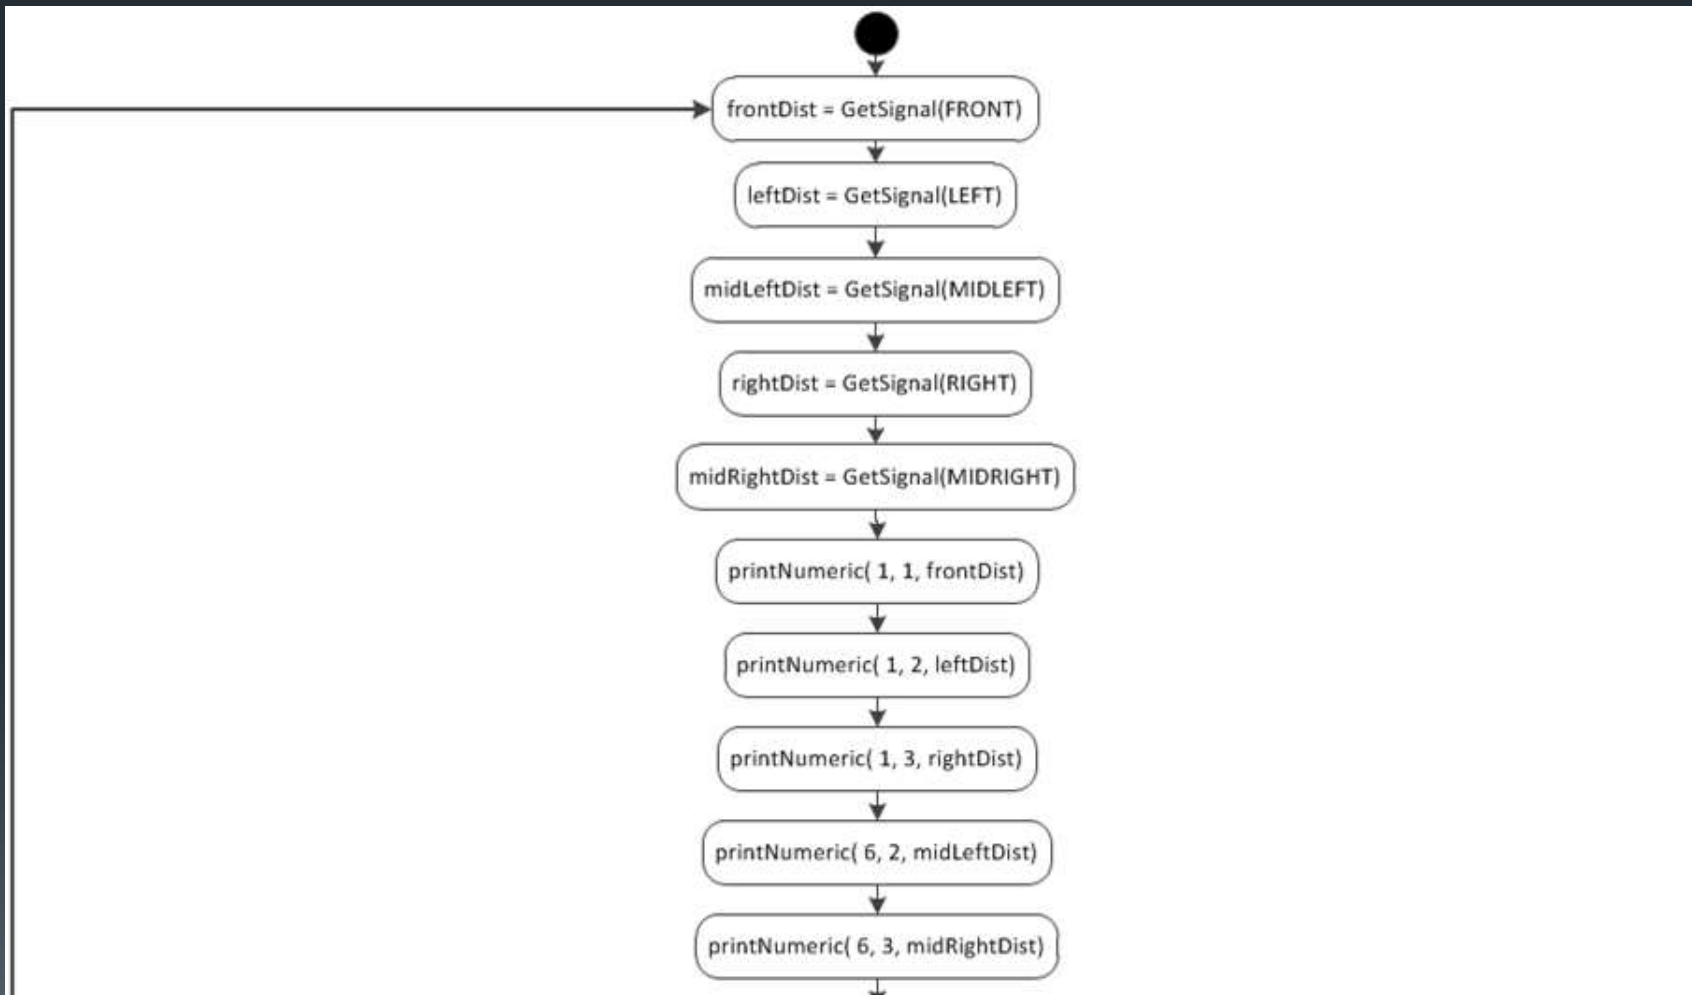 frontDist = GetSignal(FRONT)
leftDist = GetSignal(LEFT)
midLeftDist = GetSignal(MIDLEFT)
rightDist = GetSignal(RIGHT)
midRightDist = GetSignal(MIDRIGHT)
printNumeric( 1, 1, frontDist)
printNumeric( 1, 2, leftDist)
printNumeric( 1, 3, rightDist)
printNumeric( 6, 2, midLeftDist)
printNumeric( 6, 3, midRightDist)